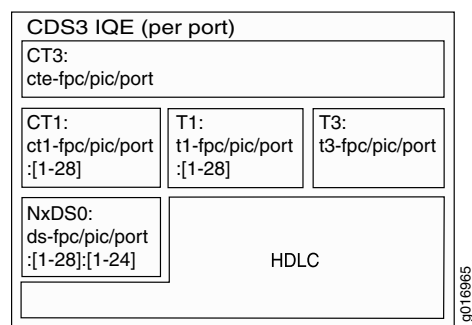 CDS3 IQE (per port)
CT3:
cte-fpc/pic/port
CT1:
ct1-fpc/pic/port
:[1-28]
T1:
t1-fpc/pic/port
:[1-28]
T3:
t3-fpc/pic/port
NxDS0:
ds-fpc/pic/port
:[1-28]:[1-24]
HDLC
g016965